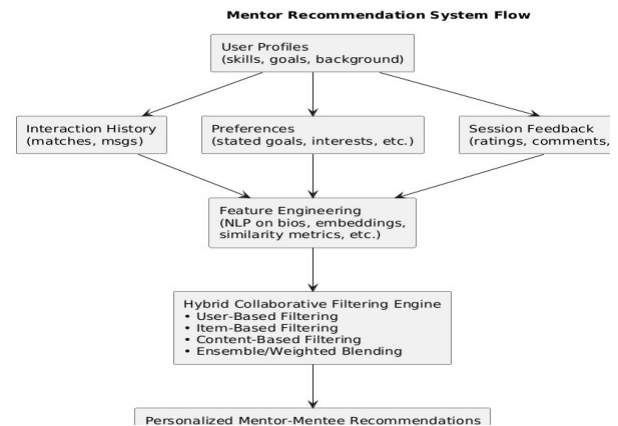 Mentor Recommendation System Flow
User Profiles
(skills, goals, background)
Interaction History
(matches, msgs)
Preferences
(stated goals, interests, etc.)
Session Feedback
(ratings, comments,
Feature Engineering
(NLP on bios, embeddings,
similarity metrics, etc.)
Hybrid Collaborative Filtering Engine
• User-Based Filtering
• Item-Based Filtering
• Content-Based Filtering
• Ensemble/Weighted Blending
Personalized Mentor-Mentee Recommendations